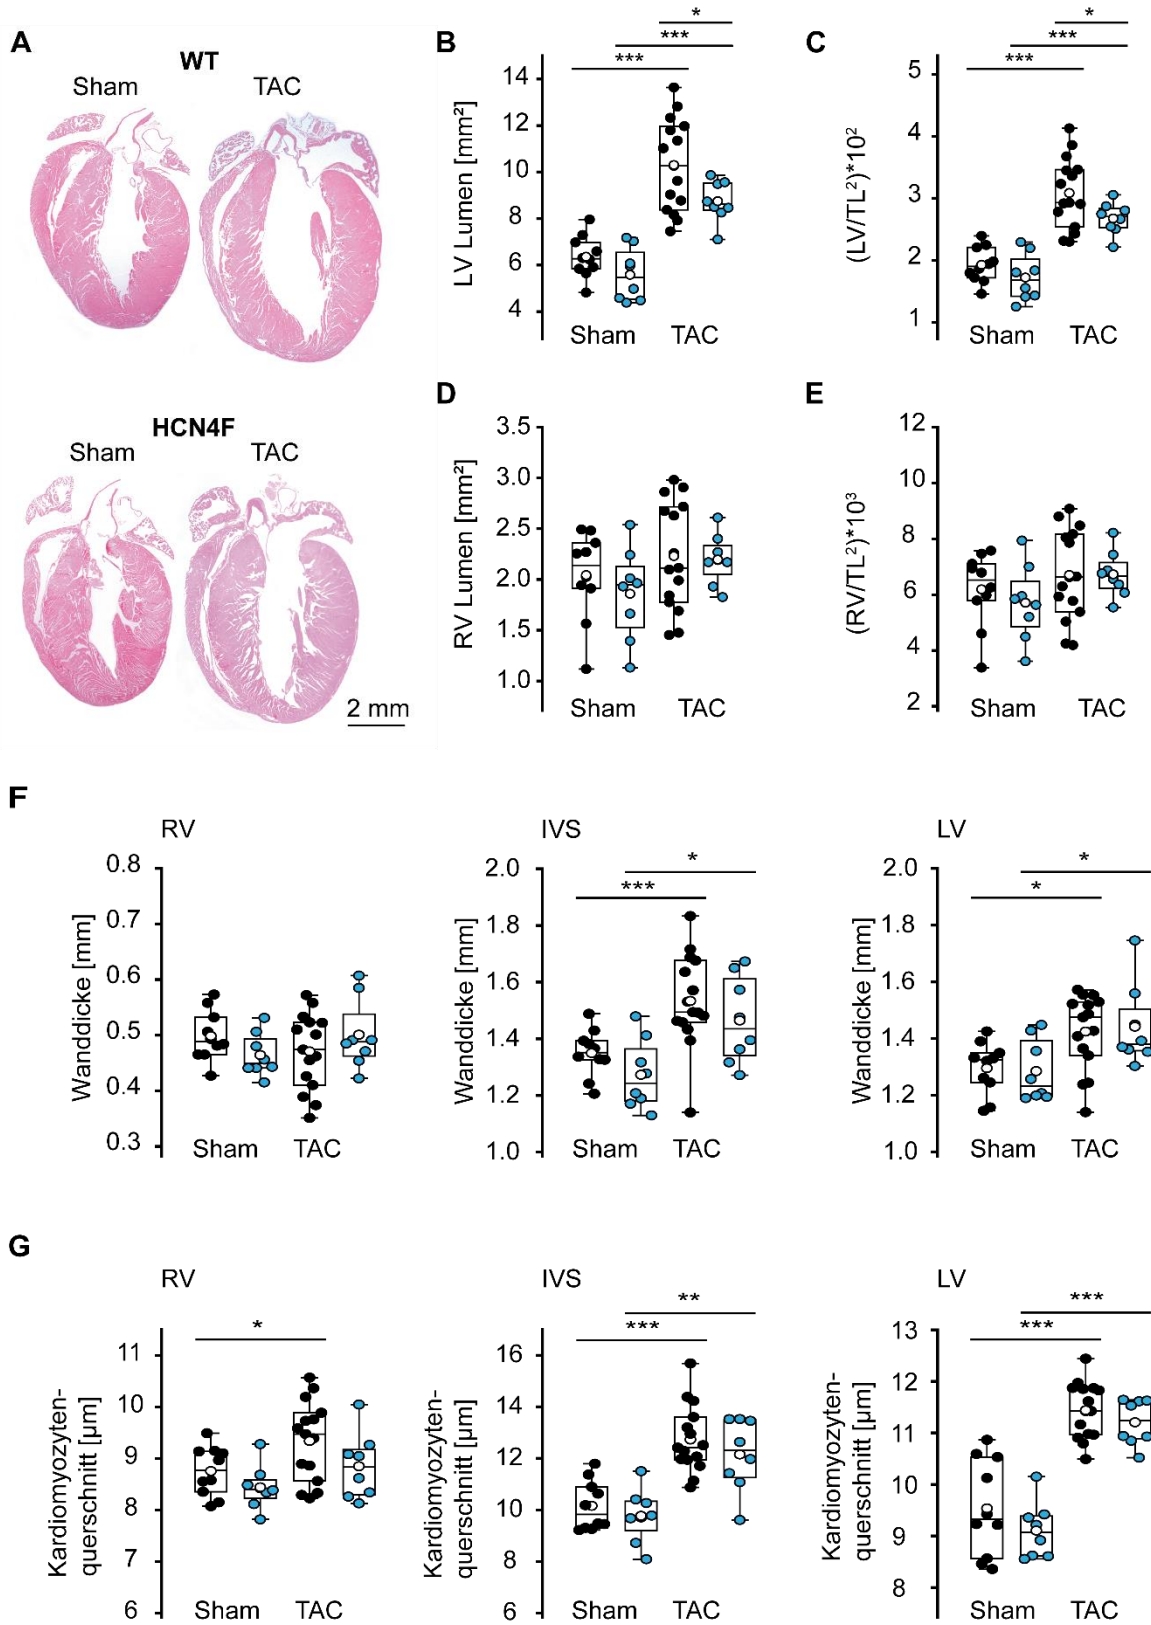 A
WT
Sham TAC
HCN4F
Sham TAC
2 mm
B
*
***
***
LV Lumen [mm²]
14
12
10
8
6
4
Sham TAC
C
*
***
***
(LV/TL²)*10²
5
4
3
2
1
Sham TAC
D
RV Lumen [mm²]
3.5
3.0
2.5
2.0
1.5
1.0
Sham TAC
E
(RV/TL²)*10³
12
10
8
6
4
2
Sham TAC
F
RV
Wanddicke [mm]
0.8
0.7
0.6
0.5
0.4
0.3
Sham TAC
IVS
*
***
Wanddicke [mm]
2.0
1.8
1.6
1.4
1.2
1.0
Sham TAC
LV
*
*
Wanddicke [mm]
2.0
1.8
1.6
1.4
1.2
1.0
Sham TAC
G
RV
*
Kardiomyozyten-
querschnitt [µm]
11
10
9
8
7
6
Sham TAC
IVS
**
***
Kardiomyozyten-
querschnitt [µm]
16
14
12
10
8
6
Sham TAC
LV
***
***
Kardiomyozyten-
querschnitt [µm]
13
12
11
10
9
8
Sham TAC